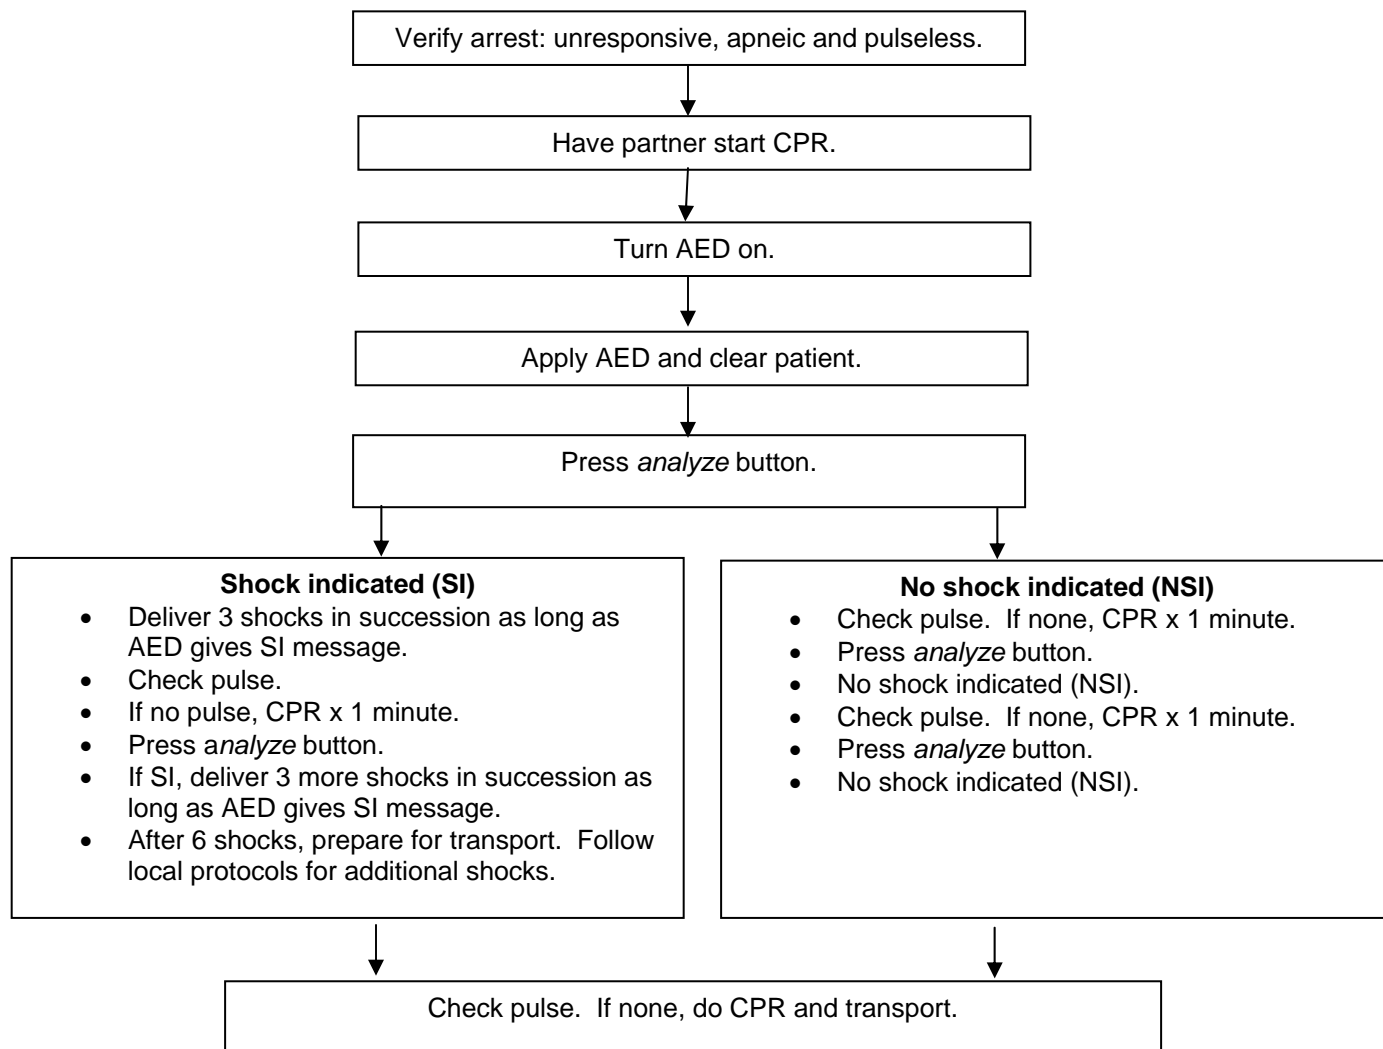 Verify arrest: unresponsive, apneic and pulseless.
Have partner start CPR.
Turn AED on.
Apply AED and clear patient.
Press analyze button.
Shock indicated (SI)
• Deliver 3 shocks in succession as long as
AED gives SI message.
• Check pulse.
• If no pulse, CPR x 1 minute.
• Press analyze button.
• If SI, deliver 3 more shocks in succession as
long as AED gives SI message.
• After 6 shocks, prepare for transport.  Follow
local protocols for additional shocks.
No shock indicated (NSI)
• Check pulse.  If none, CPR x 1 minute.
• Press analyze button.
• No shock indicated (NSI).
• Check pulse.  If none, CPR x 1 minute.
• Press analyze button.
• No shock indicated (NSI).
Check pulse.  If none, do CPR and transport.